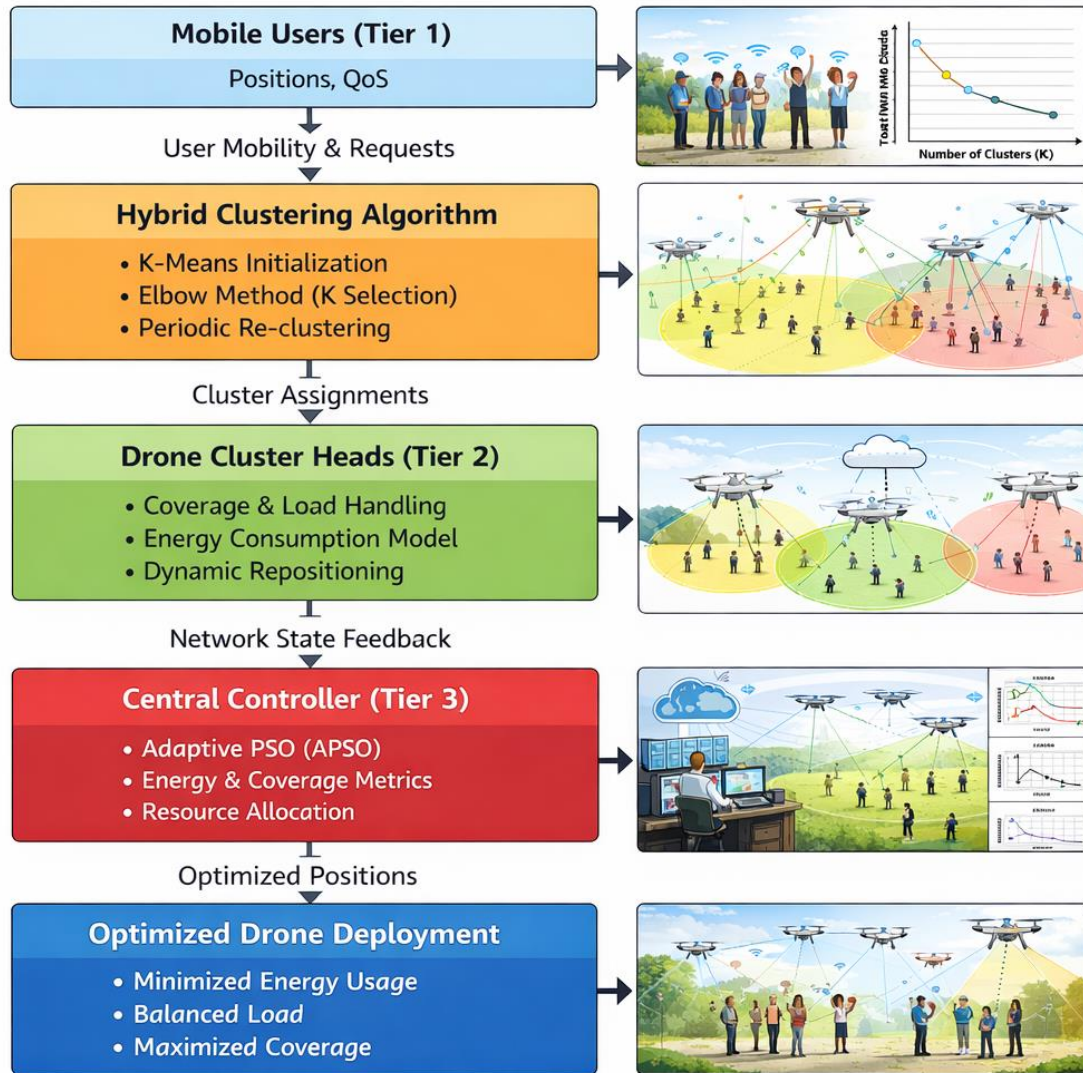 Mobile Users (Tier 1)
Positions, QoS
Number of Clusters (K)
User Mobility & Requests
Hybrid Clustering Algorithm
• K-Means Initialization
• Elbow Method (K Selection)
• Periodic Re-clustering
Cluster Assignments
Drone Cluster Heads (Tier 2)
• Coverage & Load Handling
• Energy Consumption Model
• Dynamic Repositioning
Network State Feedback
Central Controller (Tier 3)
• Adaptive PSO (APSO)
• Energy & Coverage Metrics
• Resource Allocation
Optimized Positions
Optimized Drone Deployment
• Minimized Energy Usage
• Balanced Load
• Maximized Coverage